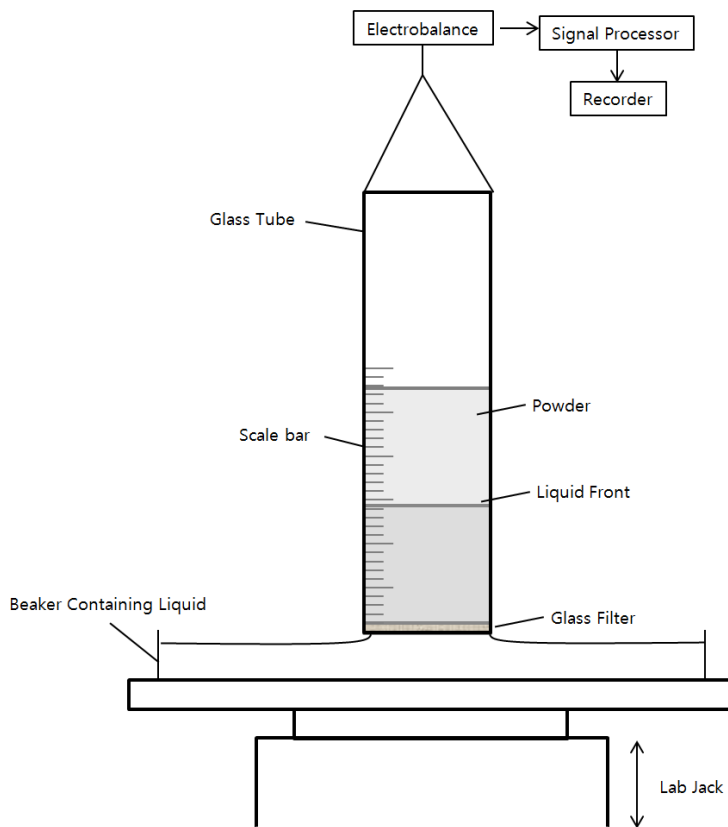 Electrobalance
Signal Processor
Recorder
Glass Tube
Powder
Scale bar
Liquid Front
Beaker Containing Liquid
Glass Filter
Lab Jack